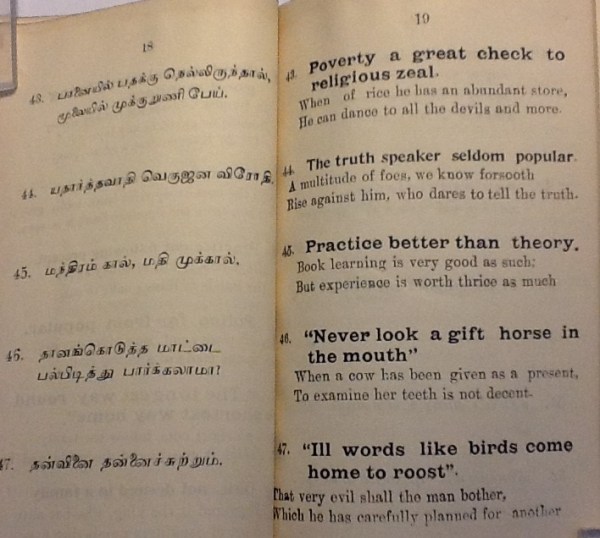 18
43. பானையில் பதக்கு நெல்லிருந்தால்,
மூலையில் முக்குறுணி பேய்.
44. யதார்த்தவாதி வெகுஜன விரோதி.
45. மந்திரம் கால், மதி முக்கால்,
46. தானங்கொடுத்த மாட்டை
பல்பிடித்து பார்க்கலாமா?
47. தன்வினை தன்னைச்சுற்றும்.
19
43. Poverty a great check to
religious zeal.
When of rice he has an abundant store,
He can dance to all the devils and more.
44. The truth speaker seldom popular.
A multitude of foes, we know forsooth
Rise against him, who dares to tell the truth.
45. Practice better than theory.
Book learning is very good as such;
But experience is worth thrice as much
46. "Never look a gift horse in
the mouth"
When a cow has been given as a present,
To examine her teeth is not decent.
47. "Ill words like birds come
home to roost".
That very evil shall the man bother,
Which he has carefully planned for another